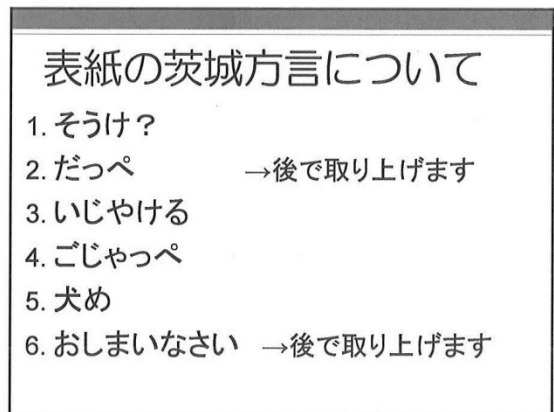 表紙の茨城方言について
1. そうけ？
2. だっぺ →後で取り上げます
3. いじやける
4. ごじゃっぺ
5. 犬め
6. おしまいなさい →後で取り上げます